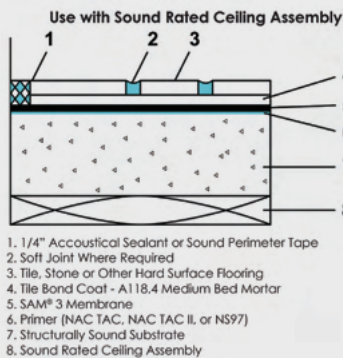 Use with Sound Rated Ceiling Assembly
1 2 3
1. 1/4" Accoustical Sealant or Sound Perimeter Tape
2. Soft Joint Where Required
3. Tile, Stone or Other Hard Surface Flooring
4. Tile Bond Coat - A118.4 Medium Bed Mortar
5. SAM® 3 Membrane
6. Primer (NAC TAC, NAC TAC II, or NS97)
7. Structurally Sound Substrate
8. Sound Rated Ceiling Assembly